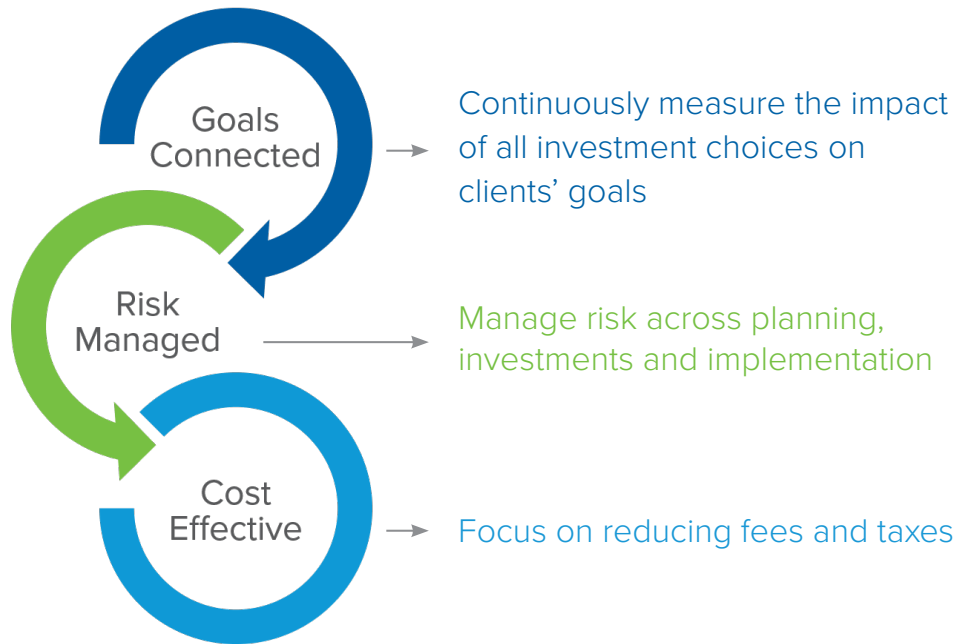 Goals
Connected
Continuously measure the impact
of all investment choices on
clients’ goals
Risk
Managed
Manage risk across planning,
investments and implementation
Cost
Effective
Focus on reducing fees and taxes